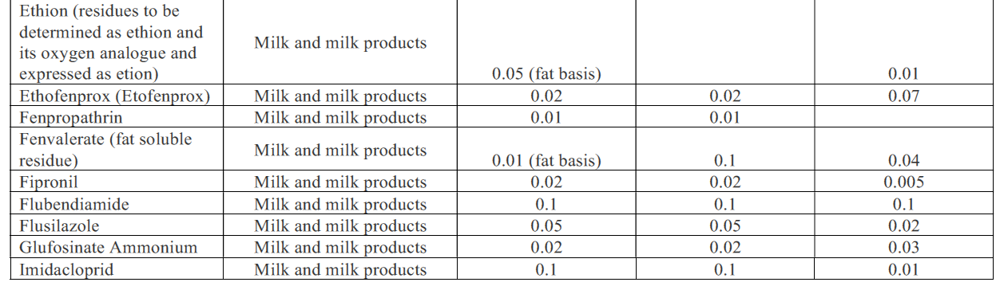 Ethion (residues to be
determined as ethion and
its oxygen analogue and
expressed as etion) Milk and milk products 0.05 (fat basis) 0.01
Ethofenprox (Etofenprox) Milk and milk products 0.02 0.02 0.07
Fenpropathrin Milk and milk products 0.01 0.01
Fenvalerate (fat soluble
residue) Milk and milk products 0.01 (fat basis) 0.1 0.04
Fipronil Milk and milk products 0.02 0.02 0.005
Flubendiamide Milk and milk products 0.1 0.1 0.1
Flusilazole Milk and milk products 0.05 0.05 0.02
Glufosinate Ammonium Milk and milk products 0.02 0.02 0.03
Imidacloprid Milk and milk products 0.1 0.1 0.01